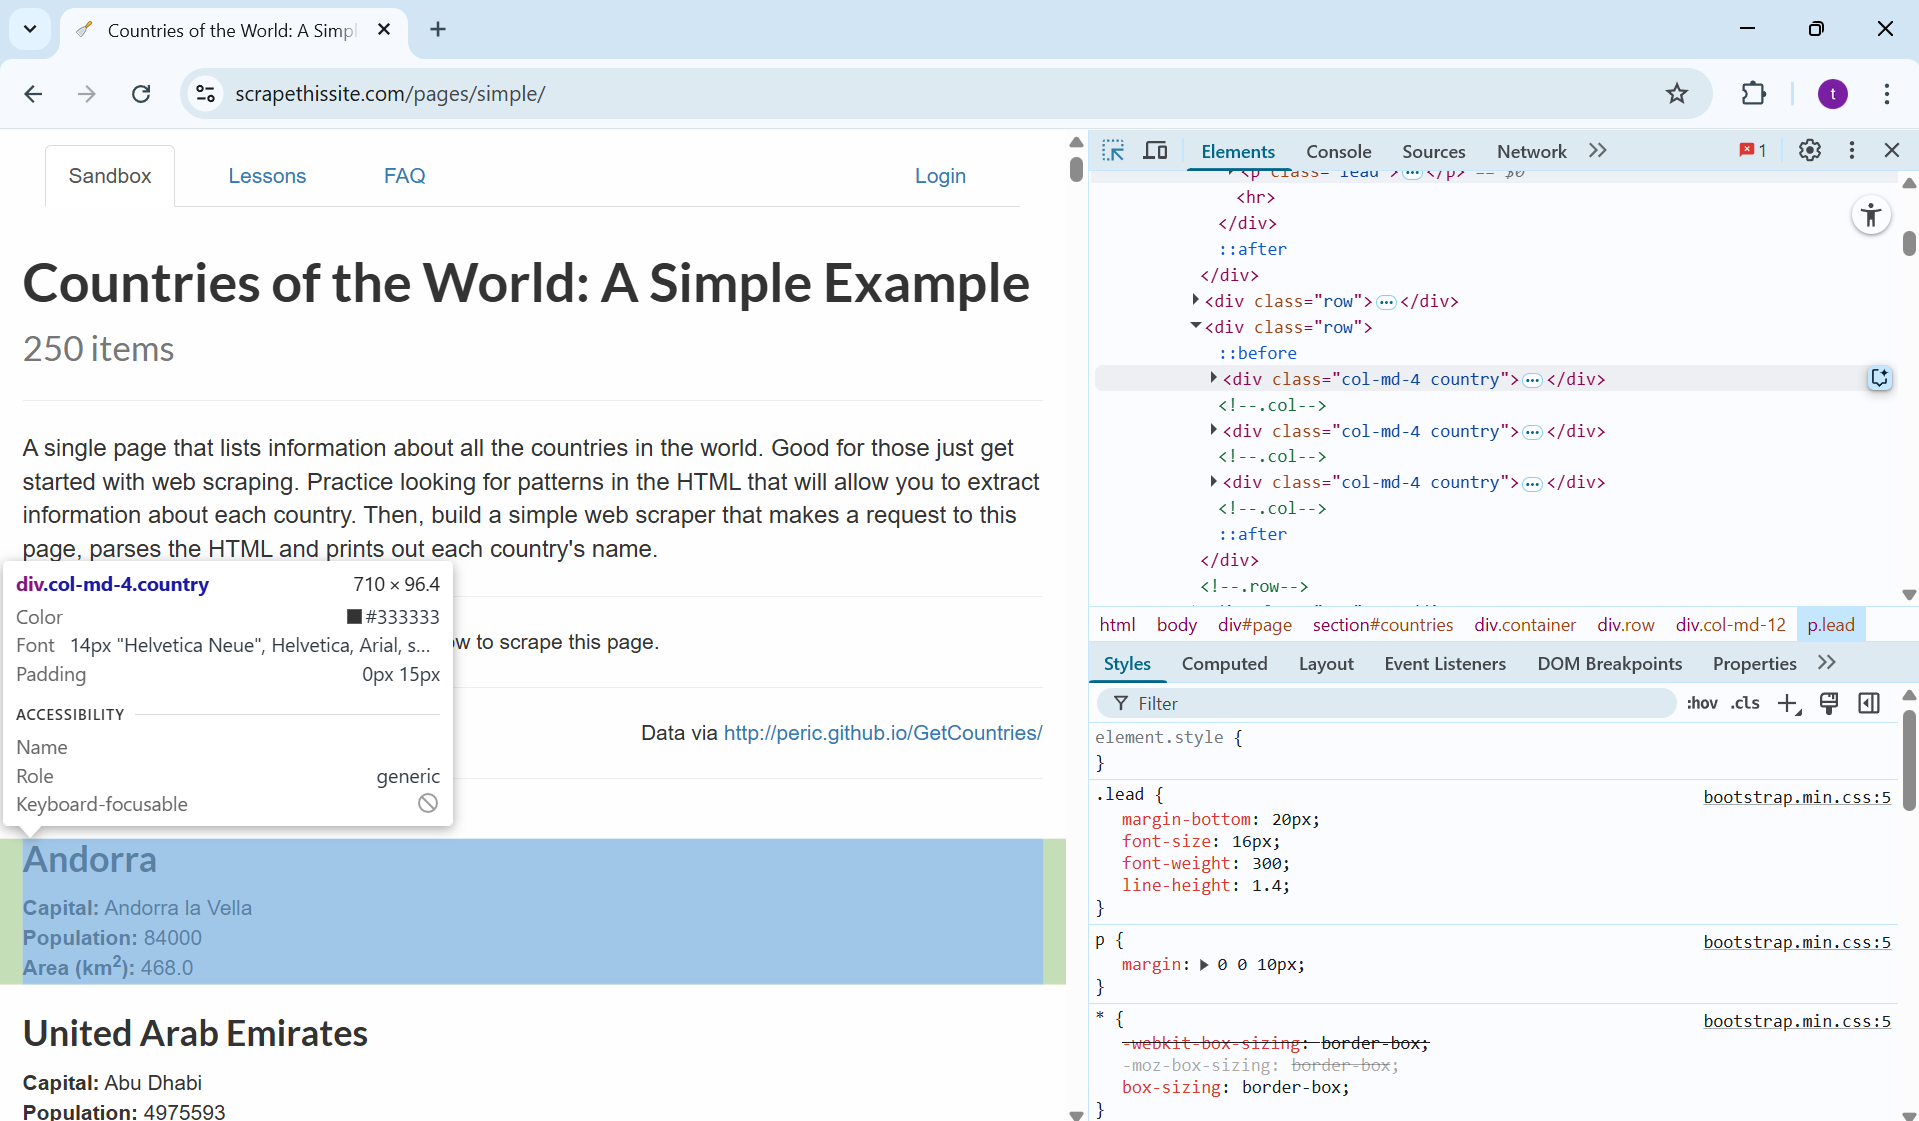 Countries of the World: A Simpl
scrapethissite.com/pages/simple/
t
Sandbox
Lessons
FAQ
Login
Countries of the World: A Simple Example
250 items
A single page that lists information about all the countries in the world. Good for those just get
started with web scraping. Practice looking for patterns in the HTML that will allow you to extract
information about each country. Then, build a simple web scraper that makes a request to this
page, parses the HTML and prints out each country's name.
div.col-md-4.country 710 × 96.4
Color #333333
Font 14px "Helvetica Neue", Helvetica, Arial, s...
Padding 0px 15px
ACCESSIBILITY
Name
Role generic
Keyboard-focusable
ow to scrape this page.
Data via http://peric.github.io/GetCountries/
Andorra
Capital: Andorra la Vella
Population: 84000
Area (km2): 468.0
United Arab Emirates
Capital: Abu Dhabi
Population: 4975593
Elements
Console
Sources
Network
1
<p class="lead">…</p> == $0
<hr>
</div>
::after
</div>
<div class="row">…</div>
<div class="row">
::before
<div class="col-md-4 country">…</div>
<!--.col-->
<div class="col-md-4 country">…</div>
<!--.col-->
<div class="col-md-4 country">…</div>
<!--.col-->
::after
</div>
<!--.row-->
html body div#page section#countries div.container div.row div.col-md-12 p.lead
Styles Computed Layout Event Listeners DOM Breakpoints Properties
Filter
:hov .cls
element.style {
}
.lead { bootstrap.min.css:5
margin-bottom: 20px;
font-size: 16px;
font-weight: 300;
line-height: 1.4;
}
p { bootstrap.min.css:5
margin: 0 0 10px;
}
* { bootstrap.min.css:5
-webkit-box-sizing: border-box;
-moz-box-sizing: border-box;
box-sizing: border-box;
}